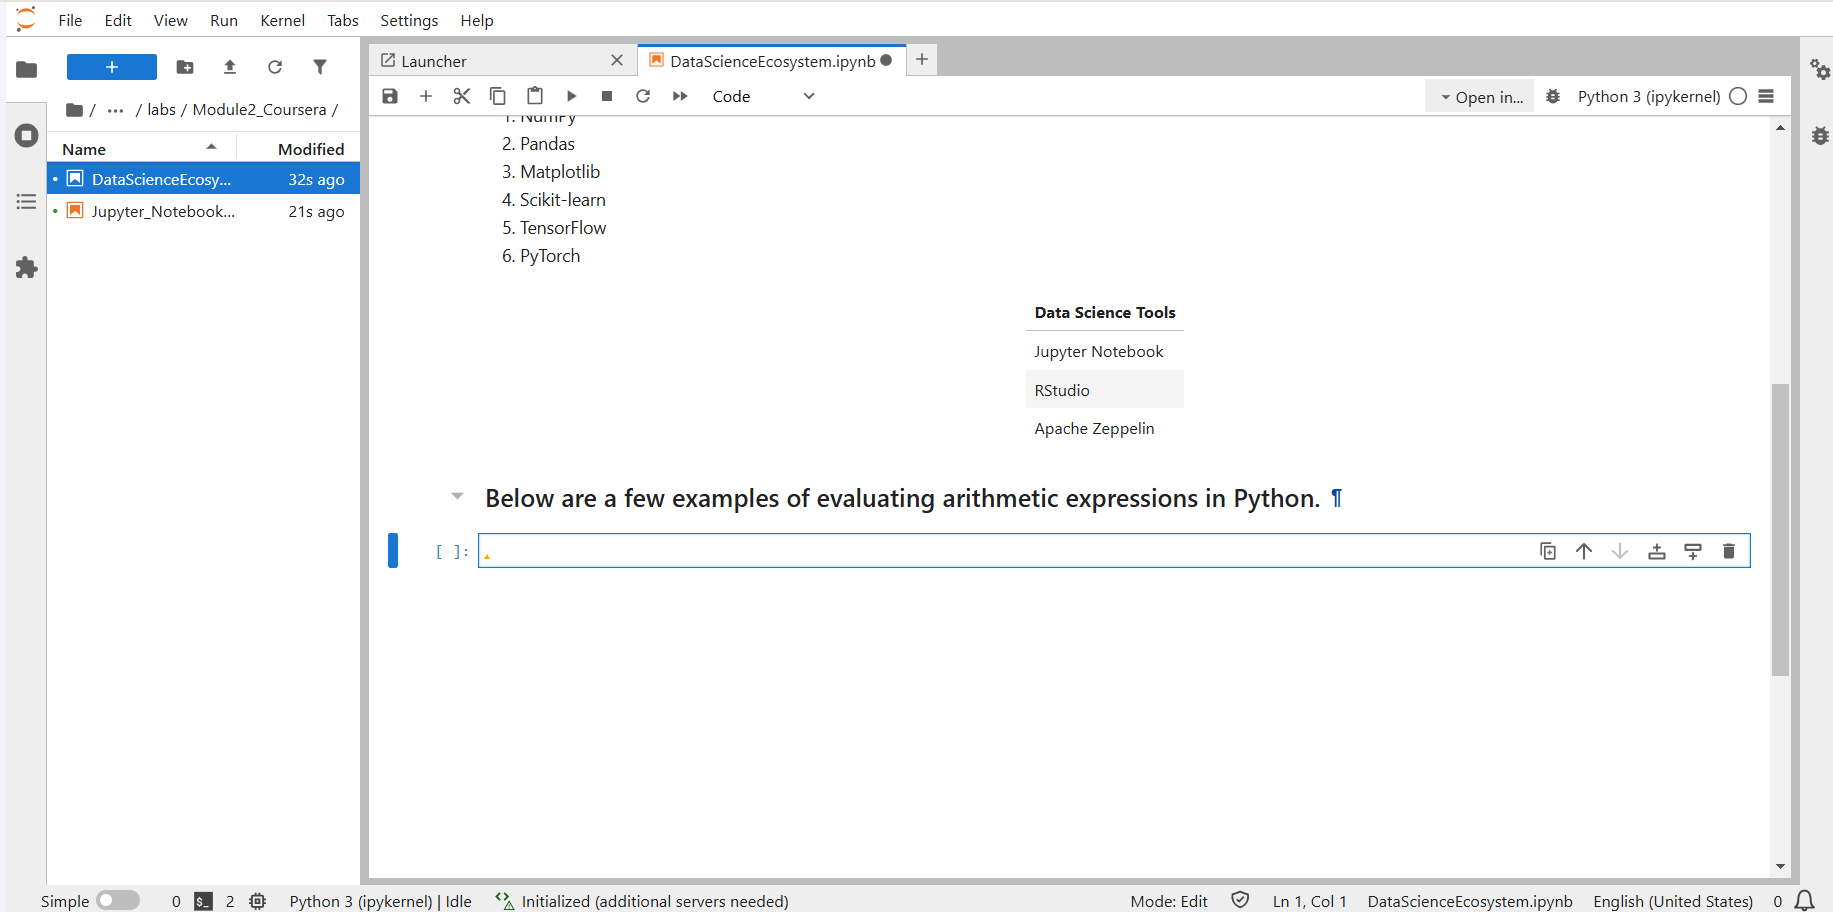 File Edit View Run Kernel Tabs Settings Help
Launcher
DataScienceEcosystem.ipynb
Code
Open in...
Python 3 (ipykernel)
/ ··· / labs / Module2_Coursera /
Name Modified
DataScienceEcosy... 32s ago
Jupyter_Notebook... 21s ago
1. NumPy
2. Pandas
3. Matplotlib
4. Scikit-learn
5. TensorFlow
6. PyTorch
Data Science Tools
Jupyter Notebook
RStudio
Apache Zeppelin
Below are a few examples of evaluating arithmetic expressions in Python. ¶
[ ]:
Simple 0 $_ 2 Python 3 (ipykernel) | Idle Initialized (additional servers needed) Mode: Edit Ln 1, Col 1 DataScienceEcosystem.ipynb English (United States) 0